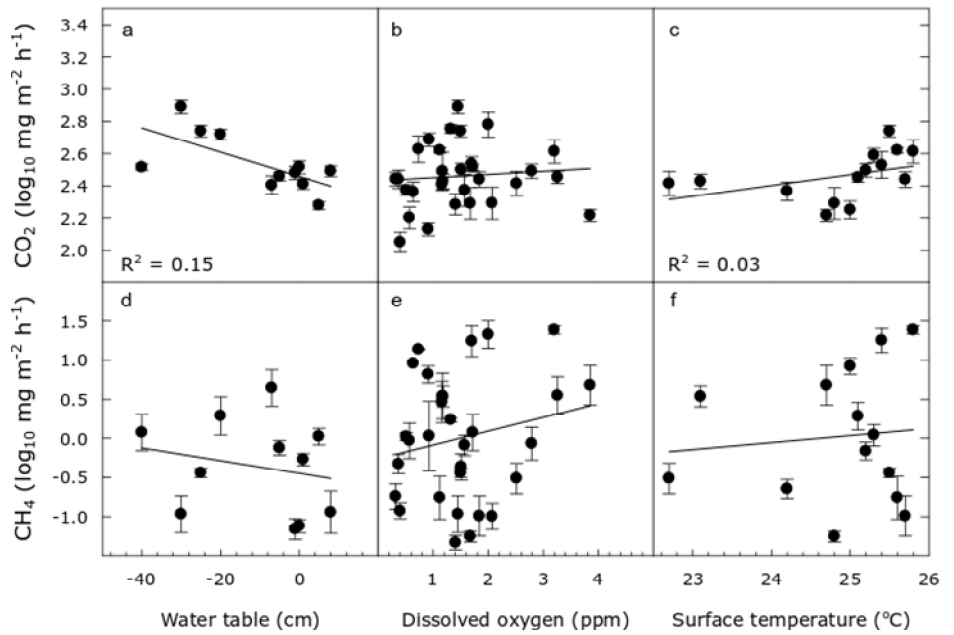 a
b
c
3.4
3.2
3.0
2.8
2.6
2.4
2.2
2.0
CO₂ (log₁₀ mg m⁻² h⁻¹)
R² = 0.15
R² = 0.03
d
e
f
1.5
1.0
0.5
0.0
-0.5
-1.0
CH₄ (log₁₀ mg m⁻² h⁻¹)
-40 -20 0
1 2 3 4
23 24 25 26
Water table (cm)
Dissolved oxygen (ppm)
Surface temperature (°C)